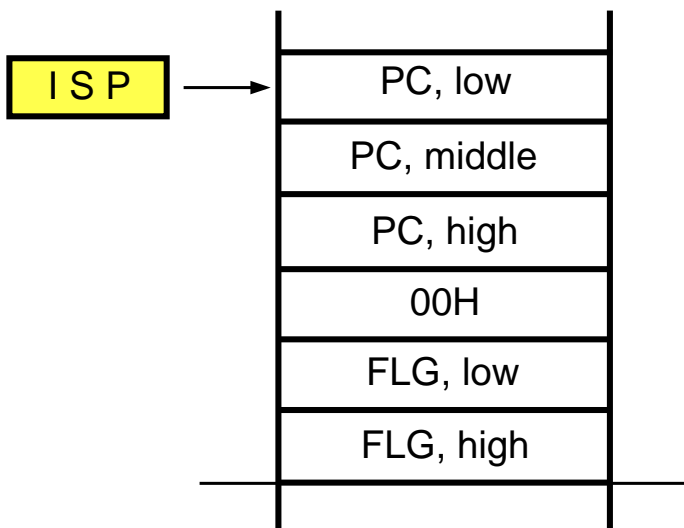 I S P
PC, low
PC, middle
PC, high
00H
FLG, low
FLG, high